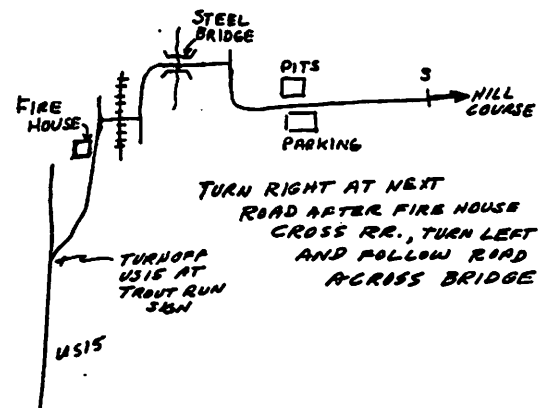 STEEL
BRIDGE
FIRE
HOUSE
PITS
S
HILL
COURSE
PARKING
TURN RIGHT AT NEXT
ROAD AFTER FIRE HOUSE
CROSS RR., TURN LEFT
AND FOLLOW ROAD
ACROSS BRIDGE
TURNOFF
US15 AT
TROUT RUN
SIGN
US15